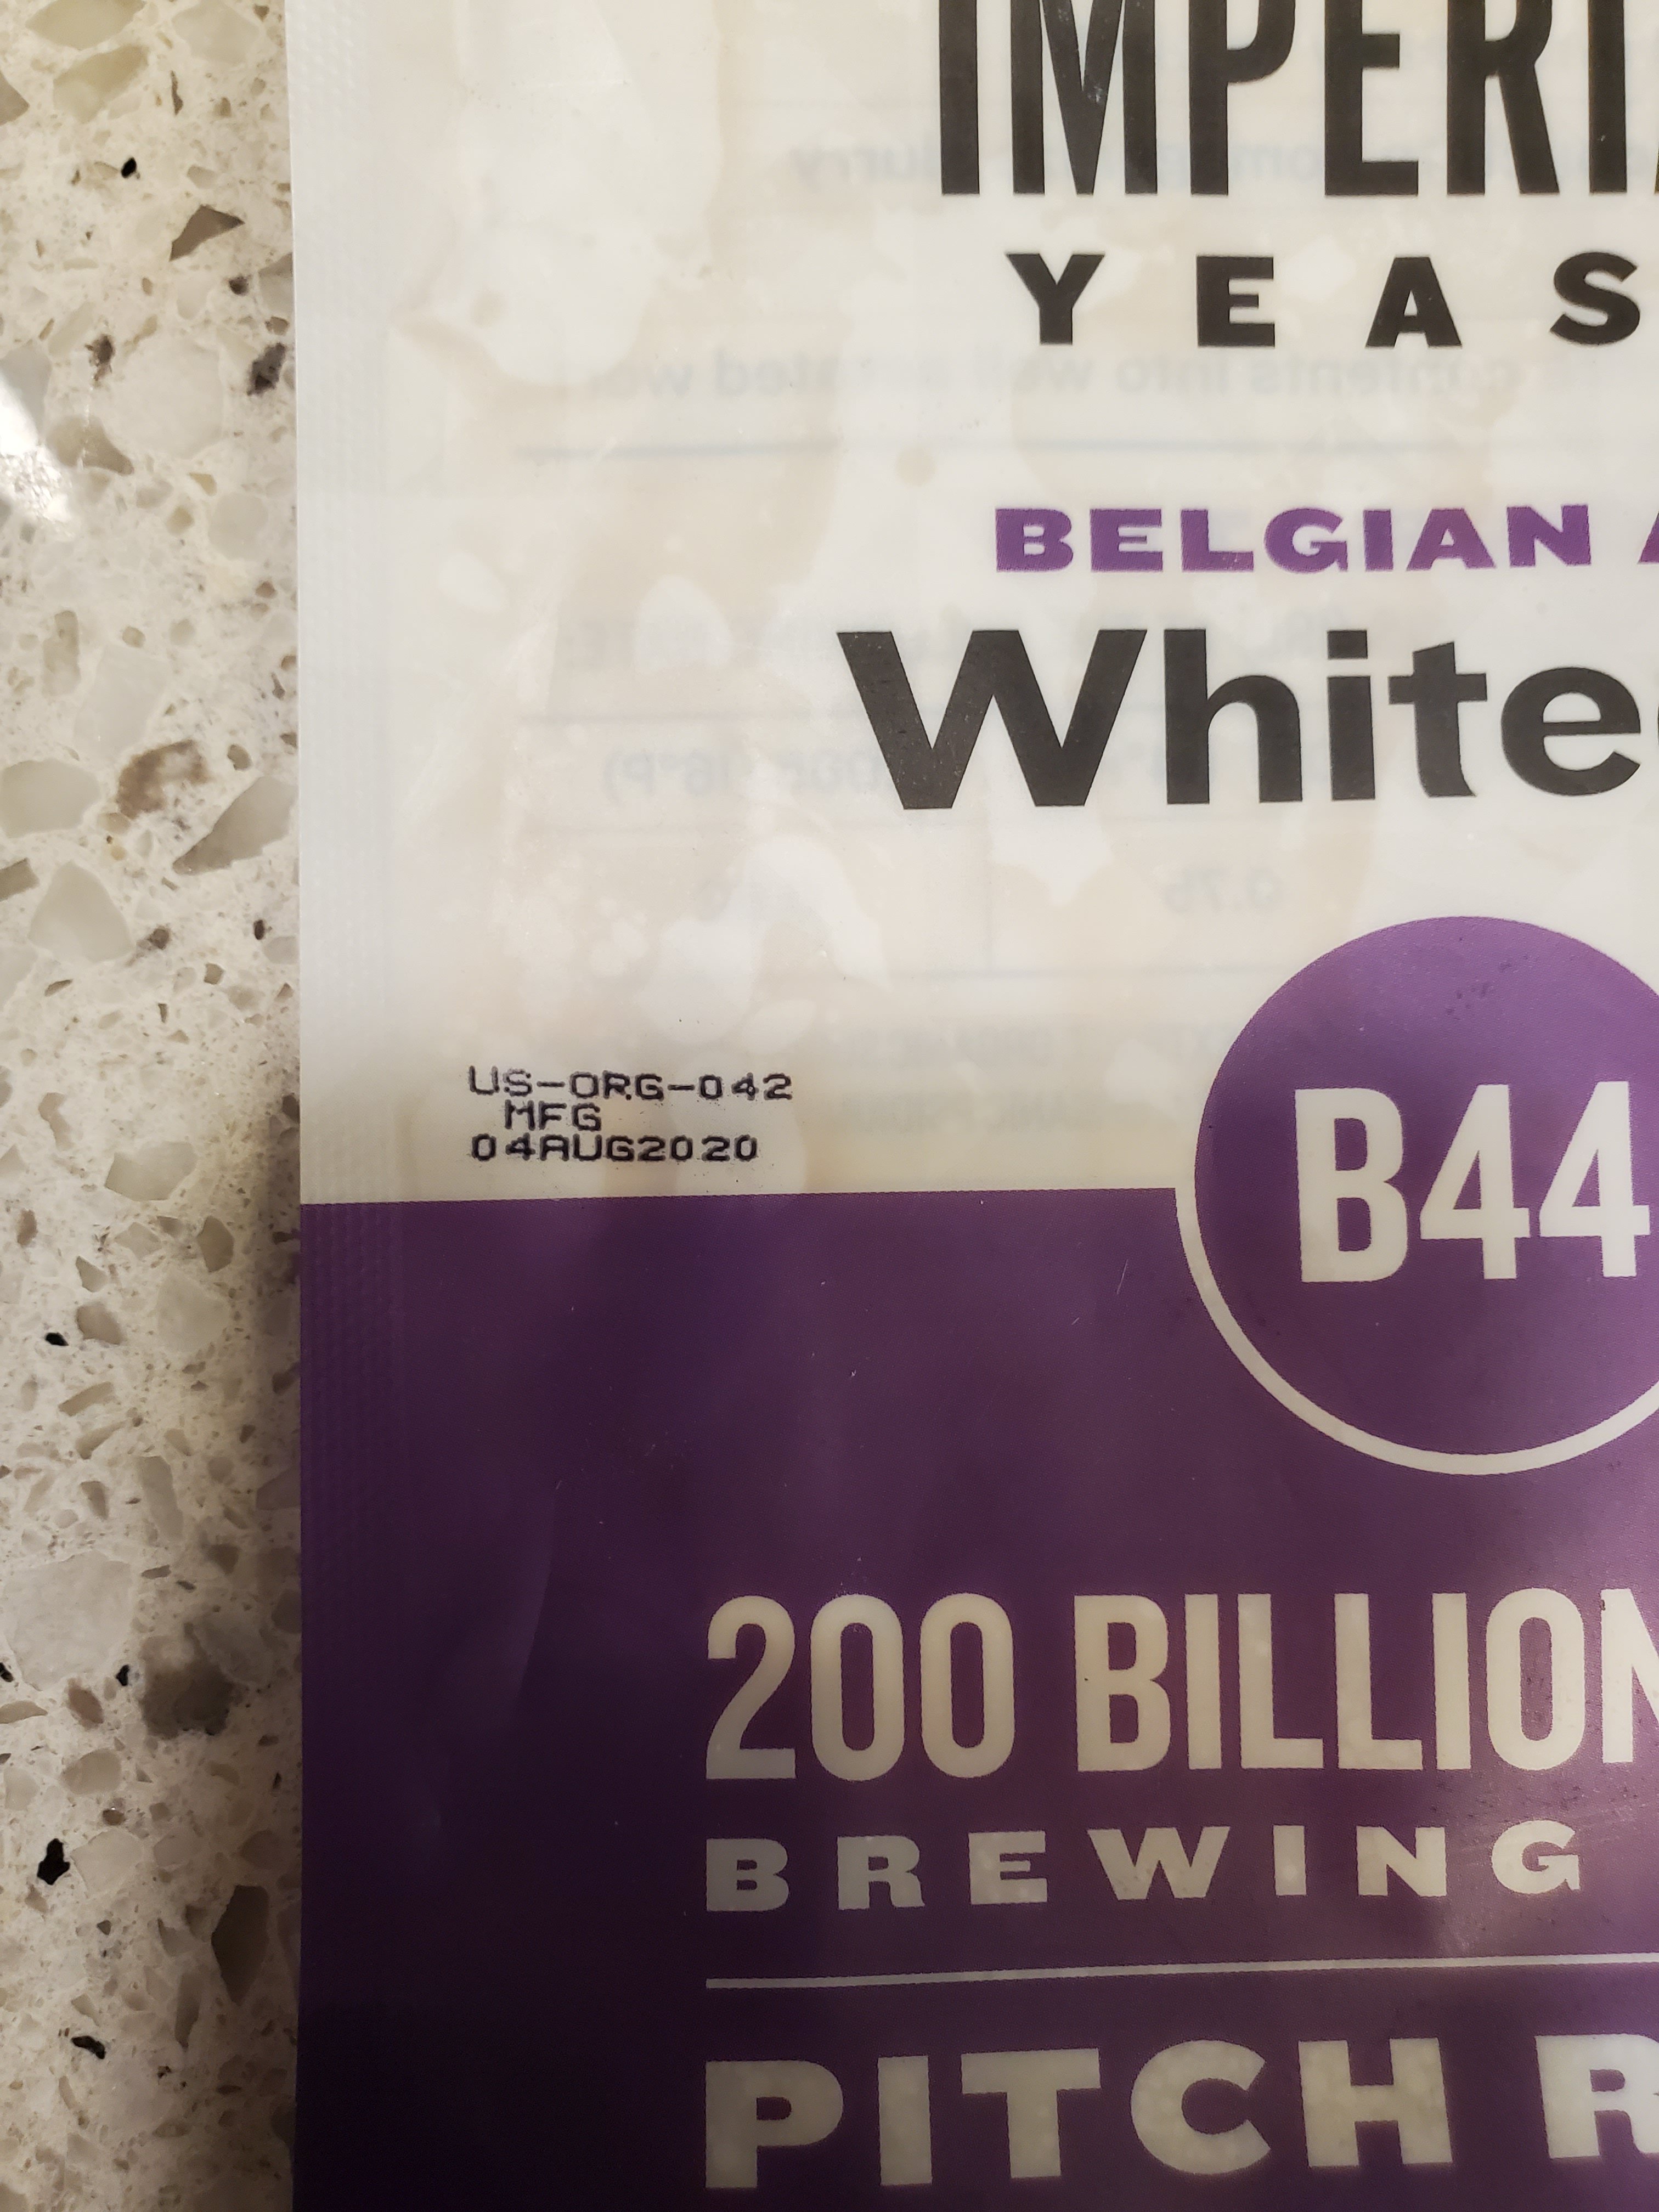 IMPERI
YEAS
BELGIAN
White
US-ORG-042
MFG
04AUG2020
B44
200 BILLION
BREWING
PITCH R